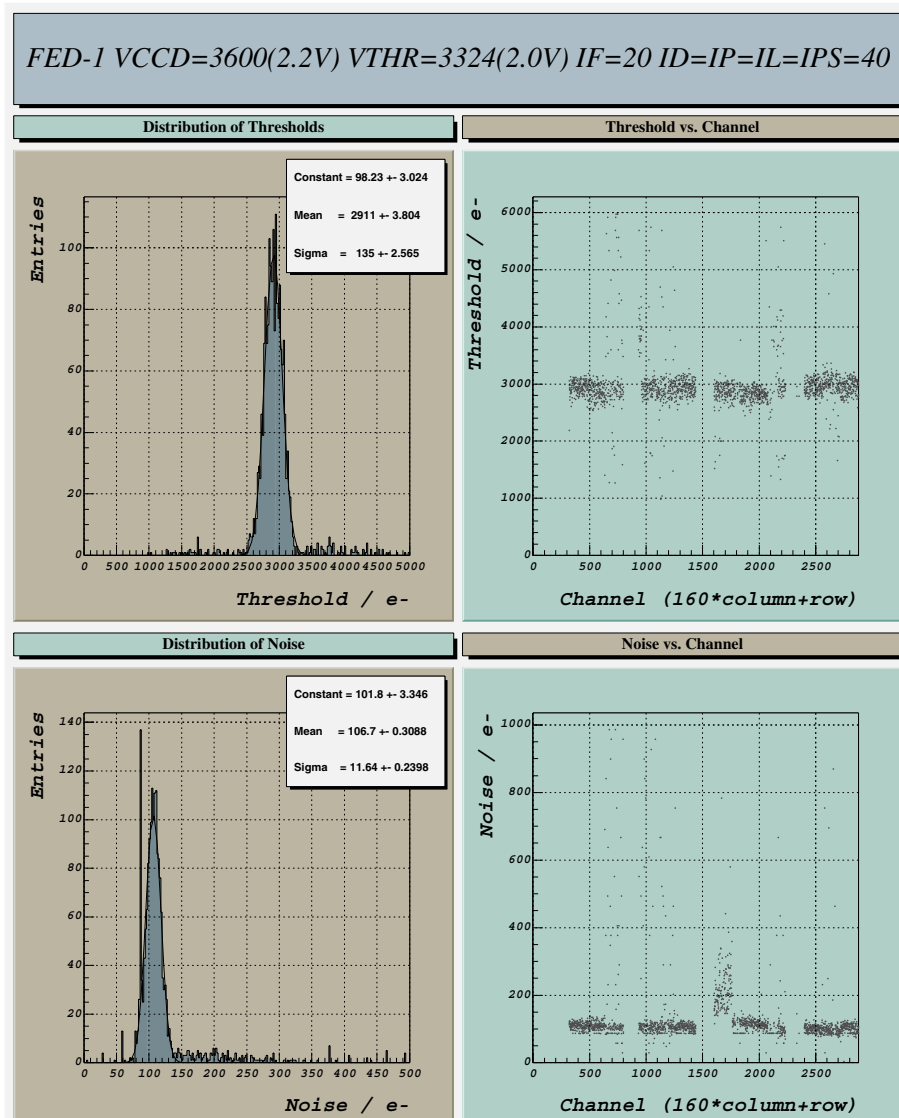 FED-1 VCCD=3600(2.2V) VTHR=3324(2.0V) IF=20 ID=IP=IL=IPS=40
Distribution of Thresholds
Constant = 98.23 +- 3.024
Mean = 2911 +- 3.804
Sigma = 135 +- 2.565
Entries
100
80
60
40
20
0
0 500 1000 1500 2000 2500 3000 3500 4000 4500 5000
Threshold / e-
Threshold vs. Channel
Threshold / e-
6000
5000
4000
3000
2000
1000
0
0 500 1000 1500 2000 2500
Channel (160*column+row)
Distribution of Noise
Constant = 101.8 +- 3.346
Mean = 106.7 +- 0.3088
Sigma = 11.64 +- 0.2398
Entries
140
120
100
80
60
40
20
0
0 50 100 150 200 250 300 350 400 450 500
Noise / e-
Noise vs. Channel
Noise / e-
1000
800
600
400
200
0
0 500 1000 1500 2000 2500
Channel (160*column+row)